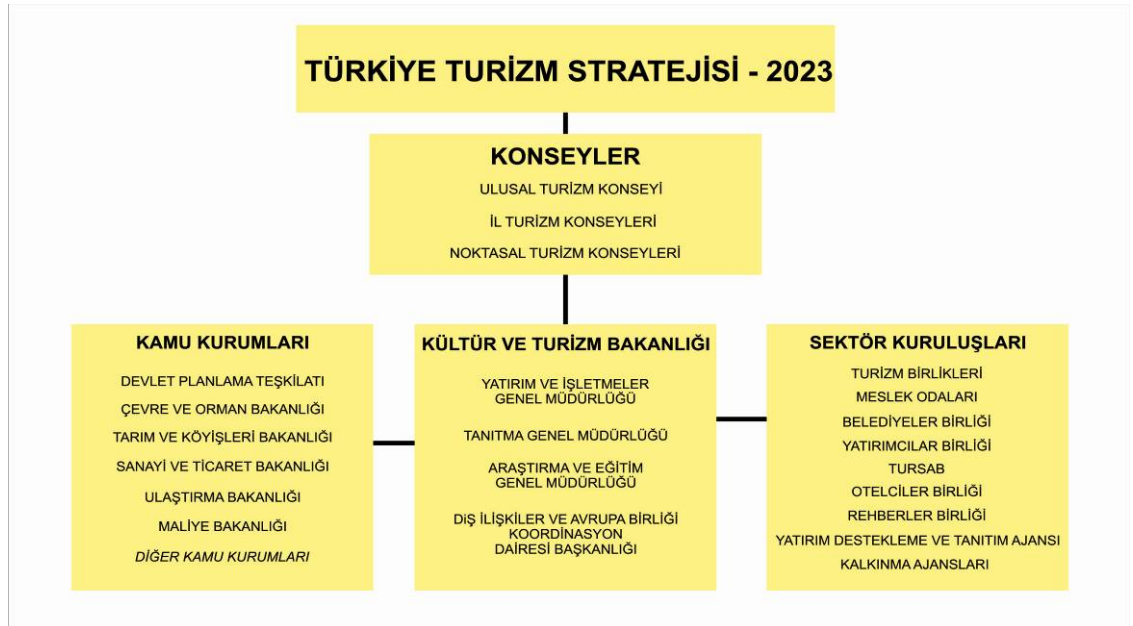 TÜRKİYE TURİZM STRATEJİSİ - 2023
KONSEYLER
ULUSAL TURİZM KONSEYİ
İL TURİZM KONSEYLERİ
NOKTASAL TURİZM KONSEYLERİ
KAMU KURUMLARI
DEVLET PLANLAMA TEŞKİLATI
ÇEVRE VE ORMAN BAKANLIĞI
TARIM VE KÖYİŞLERİ BAKANLIĞI
SANAYİ VE TİCARET BAKANLIĞI
ULAŞTIRMA BAKANLIĞI
MALİYE BAKANLIĞI
DİĞER KAMU KURUMLARI
KÜLTÜR VE TURİZM BAKANLIĞI
YATIRIM VE İŞLETMELER
GENEL MÜDÜRLÜĞÜ
TANITMA GENEL MÜDÜRLÜĞÜ
ARAŞTIRMA VE EĞİTİM
GENEL MÜDÜRLÜĞÜ
DiŞ İLİŞKİLER VE AVRUPA BİRLİĞİ
KOORDİNASYON
DAİRESİ BAŞKANLIĞI
SEKTÖR KURULUŞLARI
TURİZM BİRLİKLERİ
MESLEK ODALARI
BELEDİYELER BİRLİĞİ
YATIRIMCILAR BİRLİĞİ
TURSAB
OTELCİLER BİRLİĞİ
REHBERLER BİRLİĞİ
YATIRIM DESTEKLEME VE TANITIM AJANSI
KALKINMA AJANSLARI